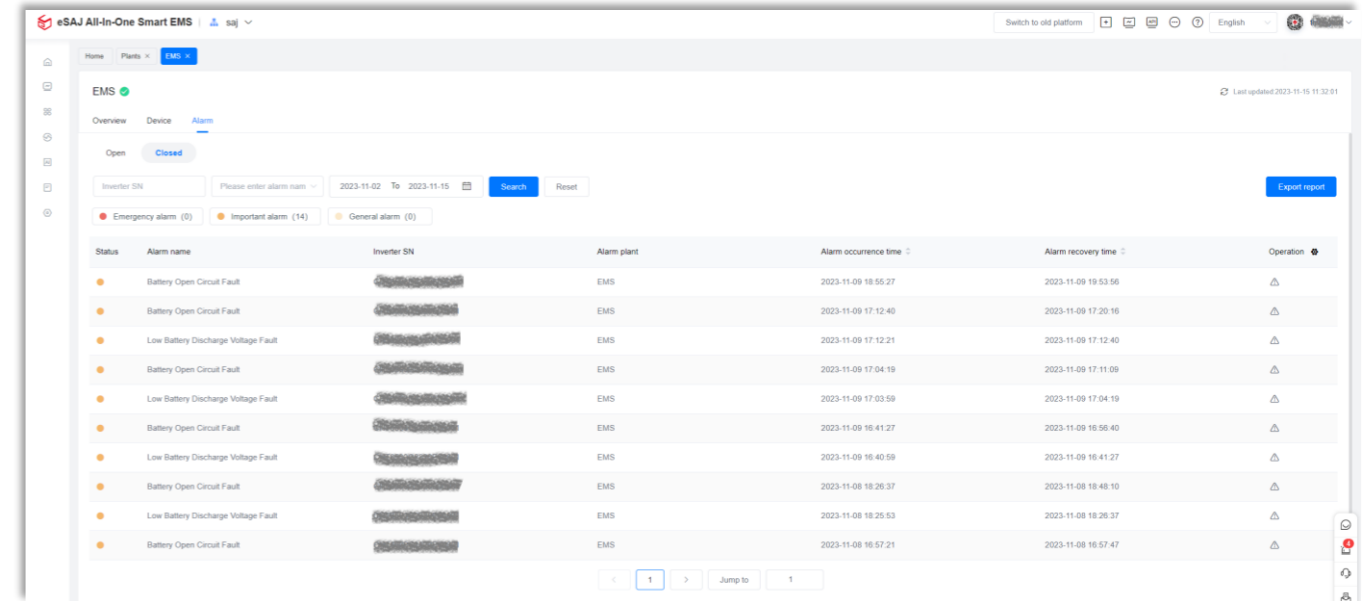 eSAJ All-In-One Smart EMS saj Switch to old platform English
Home Plants × EMS ×
EMS Last updated:2023-11-15 11:32:01
Overview Device Alarm
Open Closed
Inverter SN Please enter alarm nam 2023-11-02 To 2023-11-15 Search Reset Export report
Emergency alarm (0) Important alarm (14) General alarm (0)
Status Alarm name Inverter SN Alarm plant Alarm occurrence time Alarm recovery time Operation
Battery Open Circuit Fault EMS 2023-11-09 18:55:27 2023-11-09 19:53:56
Battery Open Circuit Fault EMS 2023-11-09 17:12:40 2023-11-09 17:20:16
Low Battery Discharge Voltage Fault EMS 2023-11-09 17:12:21 2023-11-09 17:12:40
Battery Open Circuit Fault EMS 2023-11-09 17:04:19 2023-11-09 17:11:09
Low Battery Discharge Voltage Fault EMS 2023-11-09 17:03:59 2023-11-09 17:04:19
Battery Open Circuit Fault EMS 2023-11-09 16:41:27 2023-11-09 16:56:40
Low Battery Discharge Voltage Fault EMS 2023-11-09 16:40:59 2023-11-09 16:41:27
Battery Open Circuit Fault EMS 2023-11-08 18:26:37 2023-11-08 18:48:10
Low Battery Discharge Voltage Fault EMS 2023-11-08 18:25:53 2023-11-08 18:26:37
Battery Open Circuit Fault EMS 2023-11-08 16:57:21 2023-11-08 16:57:47
4
< 1 > Jump to 1